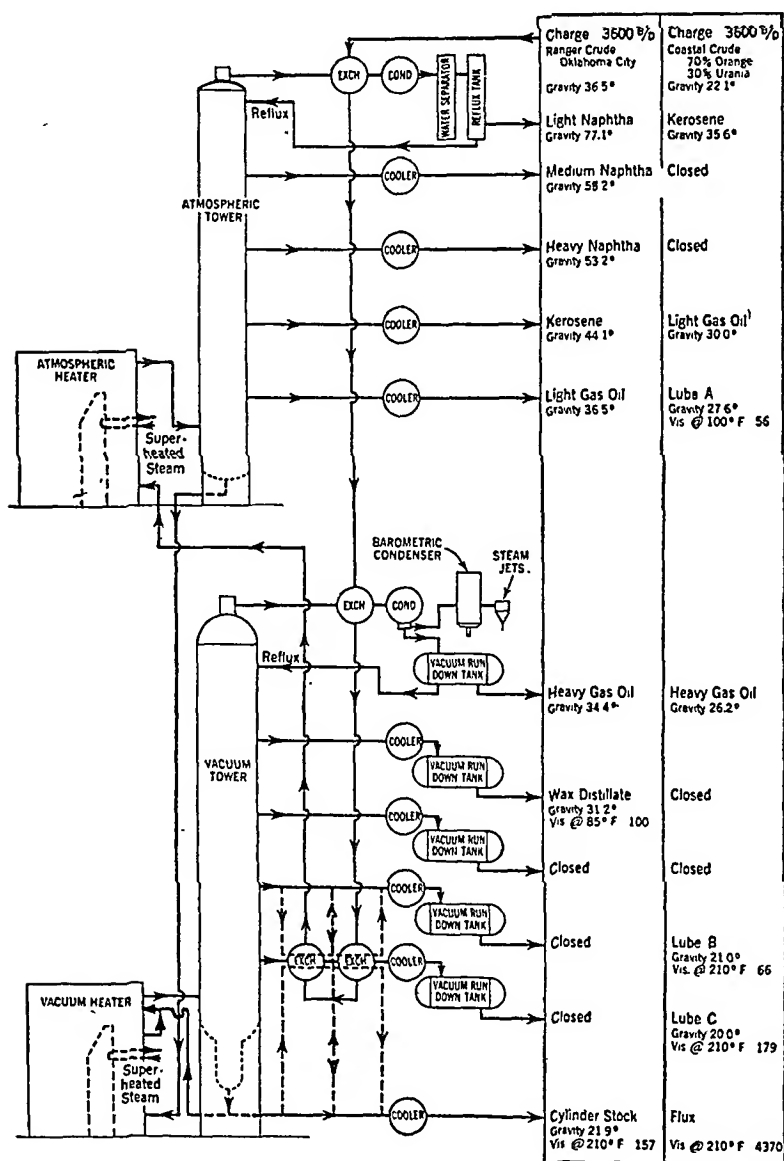 Charge 3600 B/D
Ranger Crude
Oklahoma City
Gravity 36.5°
Charge 3600 B/D
Coastal Crude
70% Orange
30% Urania
Gravity 22.1°
EXCH
COND
WATER SEPARATOR
REFLUX TANK
Reflux
Light Naphtha
Gravity 77.1°
Kerosene
Gravity 35.6°
ATMOSPHERIC
TOWER
COOLER
Medium Naphtha
Gravity 58.2°
Closed
COOLER
Heavy Naphtha
Gravity 53.2°
Closed
COOLER
Kerosene
Gravity 44.1°
Light Gas Oil
Gravity 30.0°
ATMOSPHERIC
HEATER
Super-
heated
Steam
COOLER
Light Gas Oil
Gravity 36.5°
Lube A
Gravity 27.6°
Vis @ 100° F 56
BAROMETRIC
CONDENSER
STEAM
JETS.
EXCH
COND
Reflux
VACUUM RUN
DOWN TANK
Heavy Gas Oil
Gravity 34.4°
Heavy Gas Oil
Gravity 26.2°
VACUUM
TOWER
COOLER
VACUUM RUN
DOWN TANK
Wax Distillate
Gravity 31.2°
Vis @ 85° F 100
Closed
COOLER
VACUUM RUN
DOWN TANK
Closed
Closed
COOLER
VACUUM RUN
DOWN TANK
Closed
Lube B
Gravity 21.0°
Vis. @ 210° F 66
EXCH
EXCH
COOLER
VACUUM RUN
DOWN TANK
Closed
Lube C
Gravity 20.0°
Vis @ 210° F 179
VACUUM HEATER
Super-
heated
Steam
COOLER
Cylinder Stock
Gravity 21.9°
Vis @ 210° F 157
Flux
Vis @ 210° F 4370